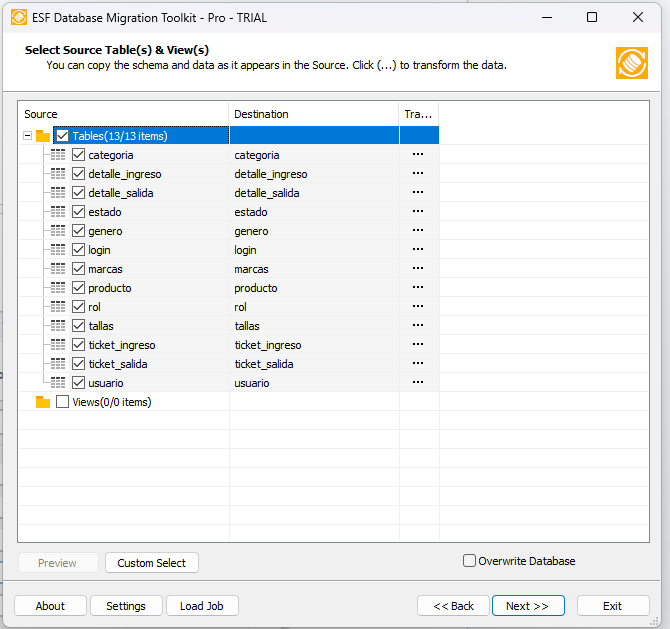 ESF Database Migration Toolkit - Pro - TRIAL
Select Source Table(s) & View(s)
You can copy the schema and data as it appears in the Source. Click (...) to transform the data.
Source Destination Tra...
Tables(13/13 items)
categoria categoria ...
detalle_ingreso detalle_ingreso ...
detalle_salida detalle_salida ...
estado estado ...
genero genero ...
login login ...
marcas marcas ...
producto producto ...
rol rol ...
tallas tallas ...
ticket_ingreso ticket_ingreso ...
ticket_salida ticket_salida ...
usuario usuario ...
Views(0/0 items)
Preview Custom Select Overwrite Database
About Settings Load Job << Back Next >> Exit